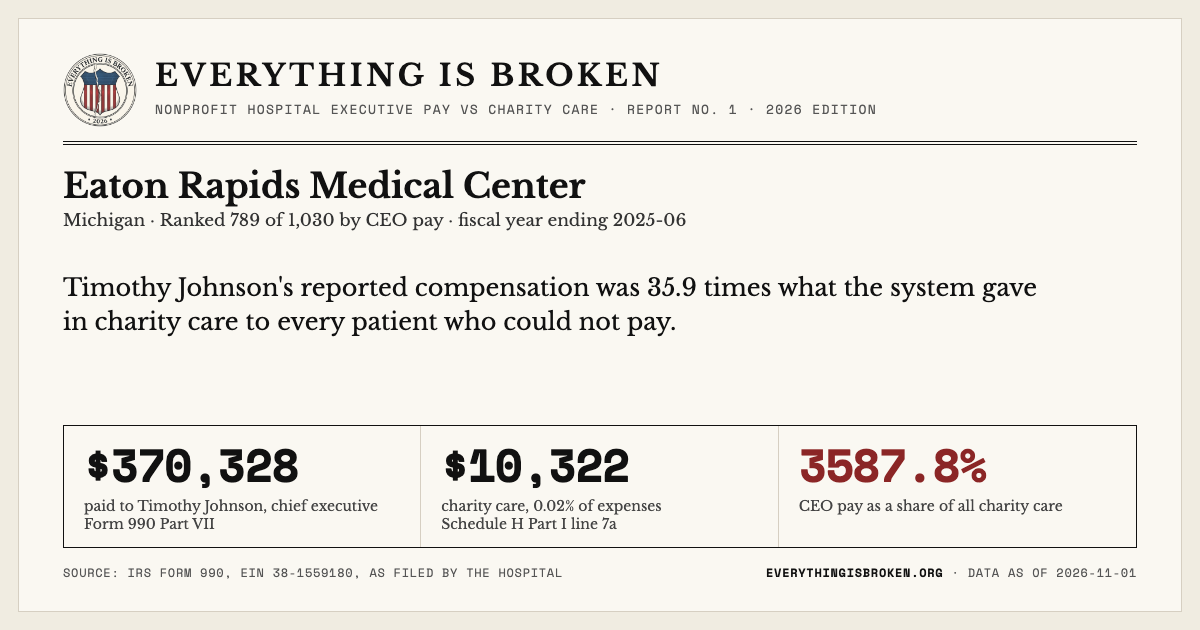 EVERYTHING IS BROKEN
2026
EVERYTHING IS BROKEN
NONPROFIT HOSPITAL EXECUTIVE PAY VS CHARITY CARE · REPORT NO. 1 · 2026 EDITION
Eaton Rapids Medical Center
Michigan · Ranked 789 of 1,030 by CEO pay · fiscal year ending 2025-06
Timothy Johnson's reported compensation was 35.9 times what the system gave
in charity care to every patient who could not pay.
$370,328
paid to Timothy Johnson, chief executive
Form 990 Part VII
$10,322
charity care, 0.02% of expenses
Schedule H Part I line 7a
3587.8%
CEO pay as a share of all charity care
SOURCE: IRS FORM 990, EIN 38-1559180, AS FILED BY THE HOSPITAL
EVERYTHINGISBROKEN.ORG · DATA AS OF 2026-11-01